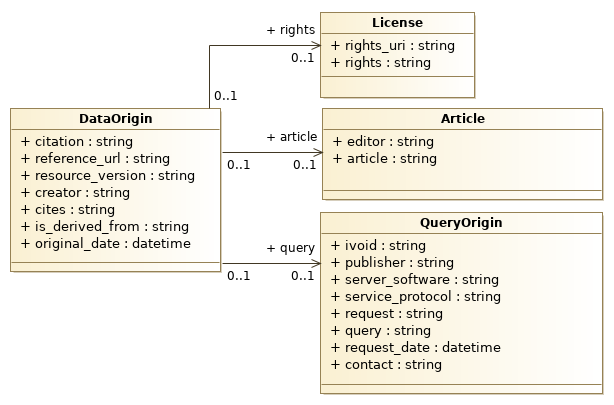 License
+ rights_uri : string
+ rights : string
+ rights
0..1
0..1
DataOrigin
+ citation : string
+ reference_url : string
+ resource_version : string
+ creator : string
+ cites : string
+ is_derived_from : string
+ original_date : datetime
+ article
0..1
0..1
Article
+ editor : string
+ article : string
+ query
0..1
0..1
QueryOrigin
+ ivoid : string
+ publisher : string
+ server_software : string
+ service_protocol : string
+ request : string
+ query : string
+ request_date : datetime
+ contact : string